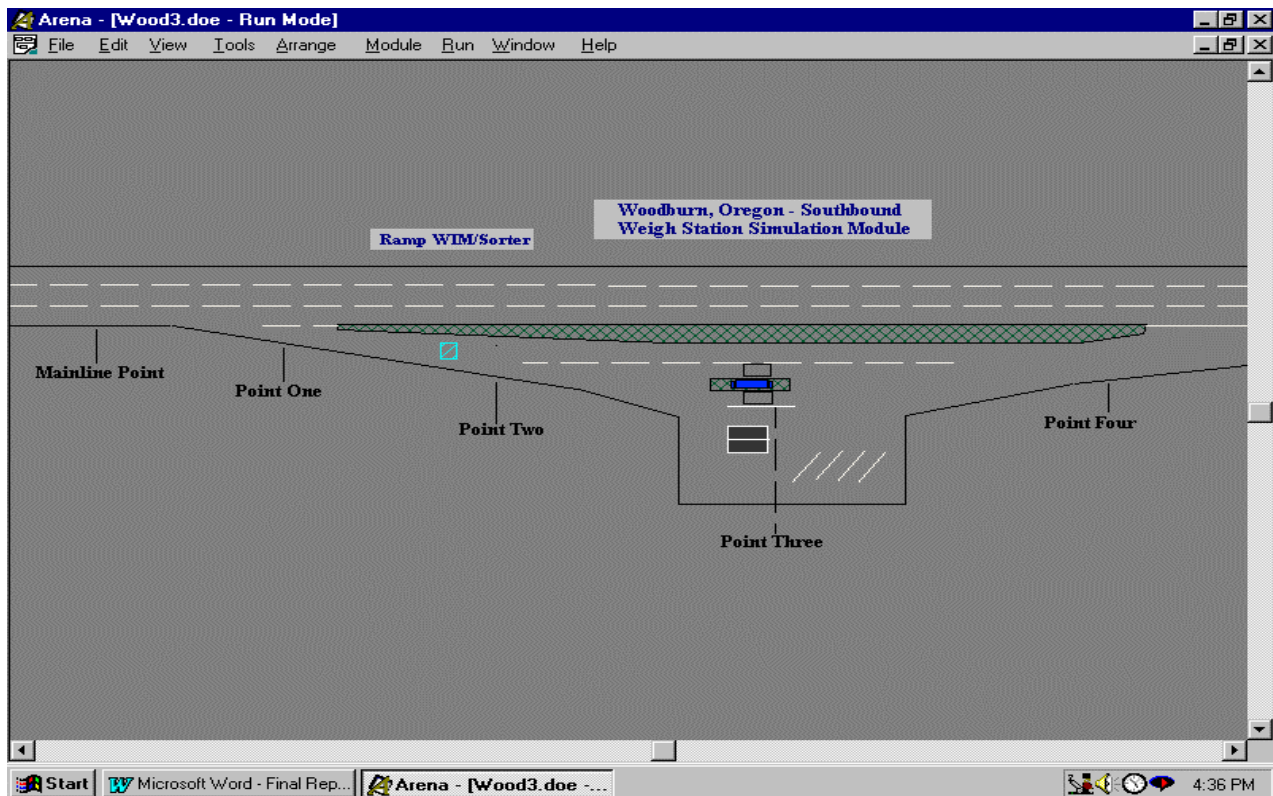 Arena - [Wood3.doe - Run Mode]
File Edit View Tools Arrange Module Run Window Help
Woodburn, Oregon - Southbound
Weigh Station Simulation Module
Ramp WIM/Sorter
Mainline Point
Point One
Point Two
Point Four
Point Three
Start
Microsoft Word - Final Rep...
Arena - [Wood3.doe -...
4:36 PM